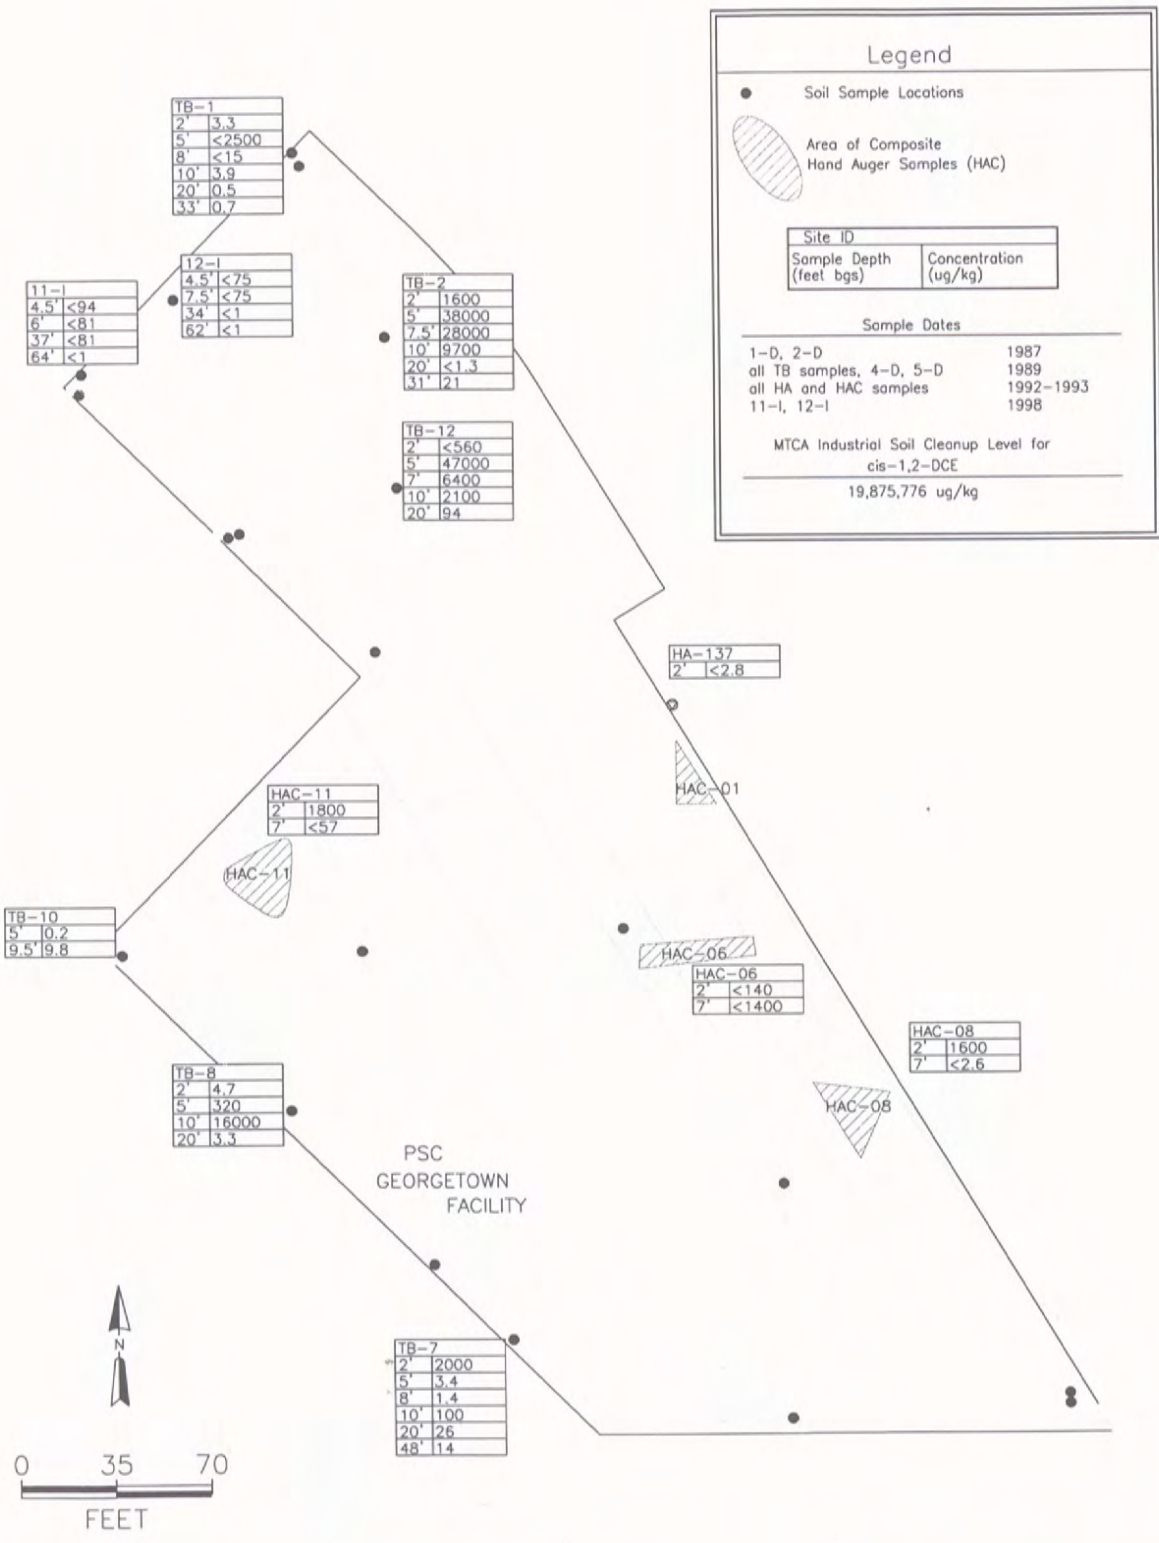 Legend
Soil Sample Locations
Area of Composite
Hand Auger Samples (HAC)
Site ID
Sample Depth Concentration
(feet bgs) (ug/kg)
Sample Dates
1-D, 2-D 1987
all TB samples, 4-D, 5-D 1989
all HA and HAC samples 1992-1993
11-I, 12-I 1998
MTCA Industrial Soil Cleanup Level for
cis-1,2-DCE
19,875,776 ug/kg
TB-1
2' 3.3
5' <2500
8' <15
10' 3.9
20' 0.5
33' 0.7
12-I
4.5' <75
7.5' <75
34' <1
62' <1
11-I
4.5' <94
6' <81
37' <81
64' <1
TB-2
2' 1600
5' 38000
7.5' 28000
10' 9700
20' <1.3
31' 21
TB-12
2' <560
5' 47000
7' 6400
10' 2100
20' 94
HA-137
2' <2.8
HAC-01
HAC-11
2' 1800
7' <57
HAC-11
TB-10
5' 0.2
9.5' 9.8
HAC-06
HAC-06
2' <140
7' <1400
HAC-08
2' 1600
7' <2.6
HAC-08
TB-8
2' 4.7
5' 320
10' 16000
20' 3.3
PSC
GEORGETOWN
FACILITY
TB-7
2' 2000
5' 3.4
8' 1.4
10' 100
20' 26
48' 14
N
0 35 70
FEET